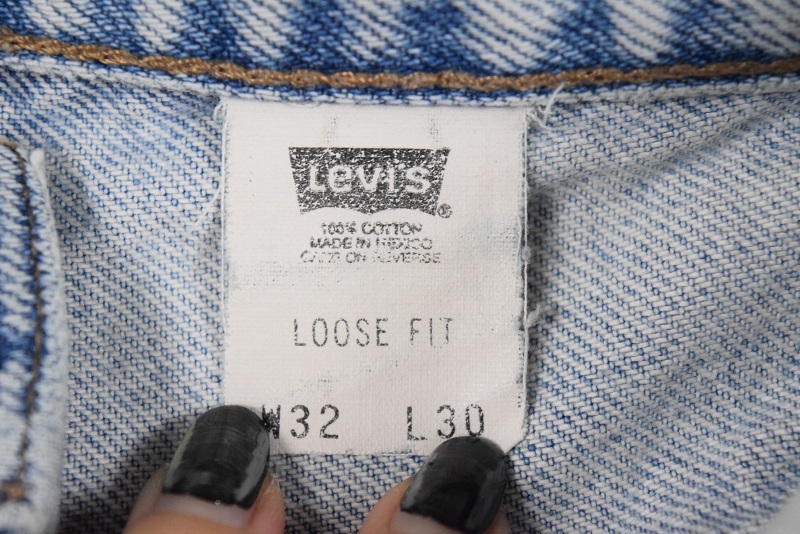 Levi's
®
100% COTTON
MADE IN MEXICO
CARE ON REVERSE
LOOSE FIT
W32 L30